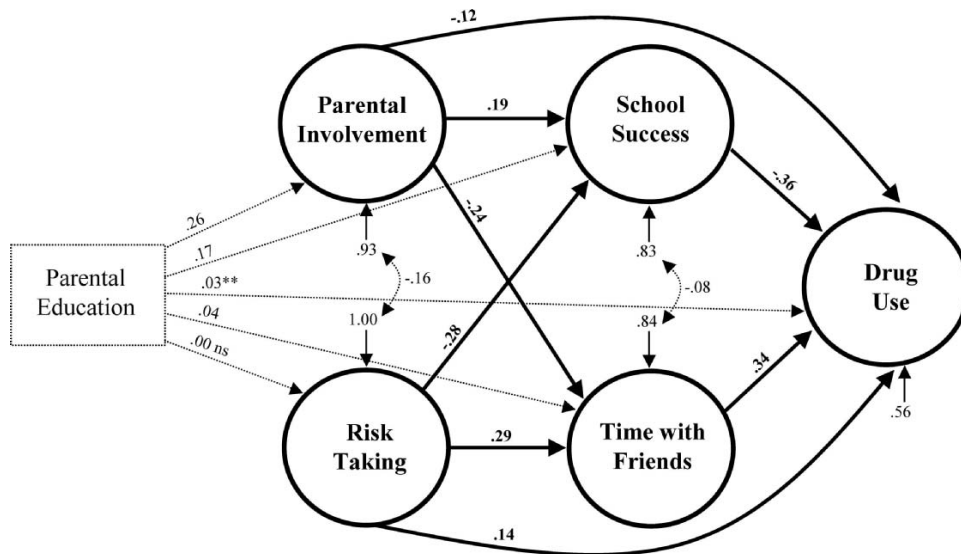 -.12
Parental
Involvement
.19
School
Success
-.24
-.36
.26
.17
.93
-.16
1.00
.83
-.08
.84
Parental
Education
.03**
.04
.00 ns
Drug
Use
-.28
.34
.56
Risk
Taking
.29
Time with
Friends
.14